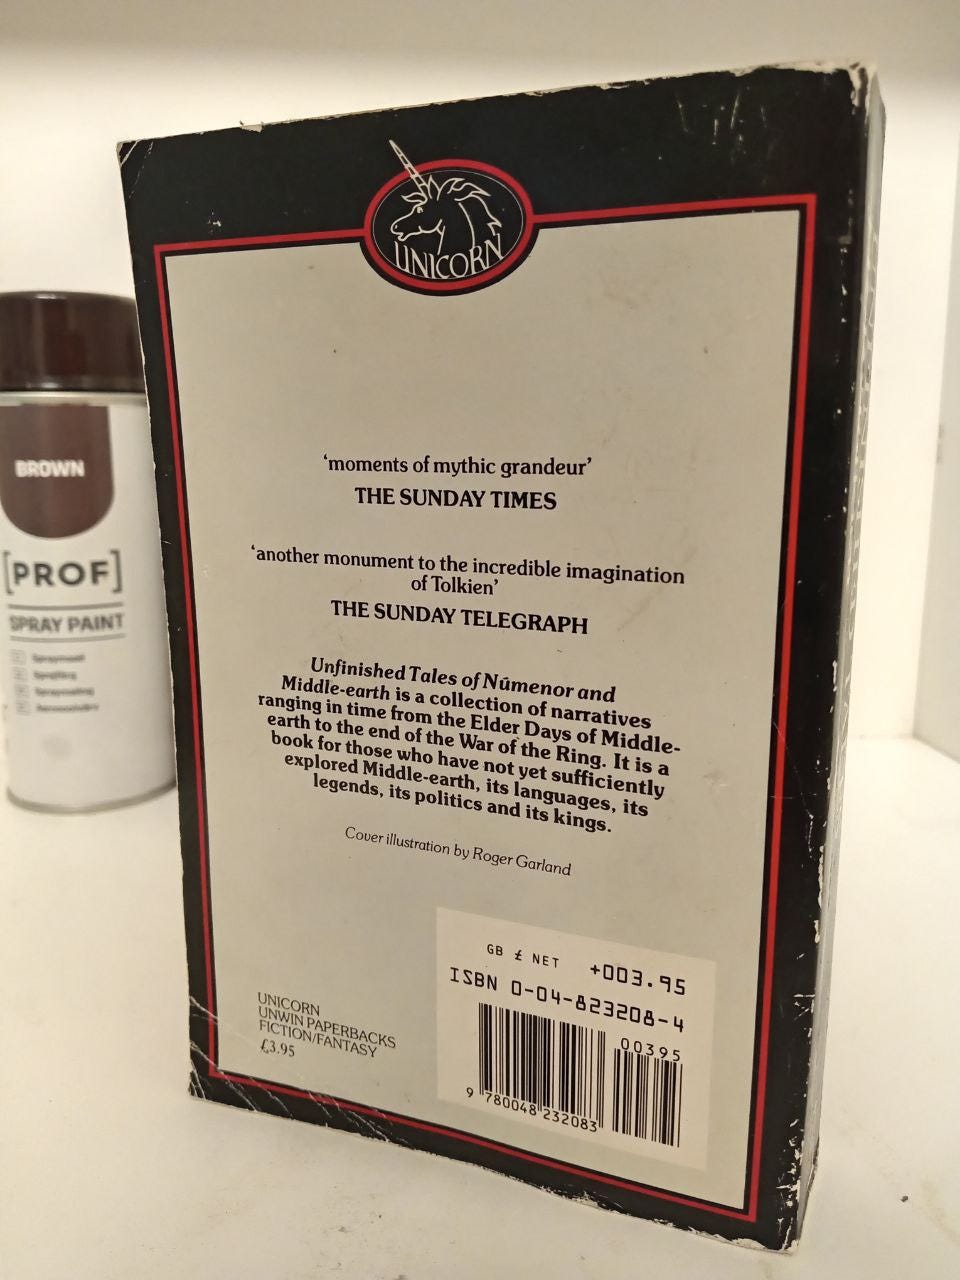 UNICORN
'moments of mythic grandeur'
THE SUNDAY TIMES
'another monument to the incredible imagination
of Tolkien'
THE SUNDAY TELEGRAPH
Unfinished Tales of Nūmenor and
Middle-earth is a collection of narratives
ranging in time from the Elder Days of Middle-
earth to the end of the War of the Ring. It is a
book for those who have not yet sufficiently
explored Middle-earth, its languages, its
legends, its politics and its kings.
Cover illustration by Roger Garland
UNICORN
UNWIN PAPERBACKS
FICTION/FANTASY
£3.95
GB £ NET +003.95
ISBN 0-04-823208-4
00395
9 780048 232083
BROWN
[PROF]
SPRAY PAINT